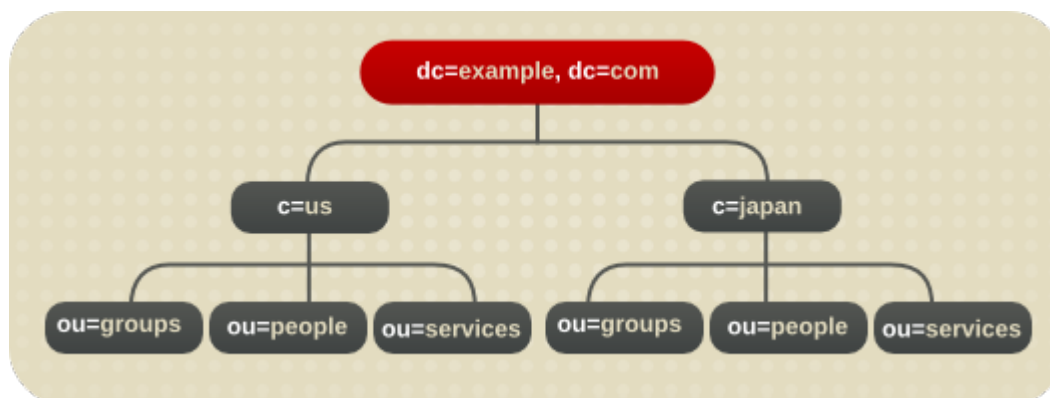 dc=example, dc=com
c=us
c=japan
ou=groups
ou=people
ou=services
ou=groups
ou=people
ou=services